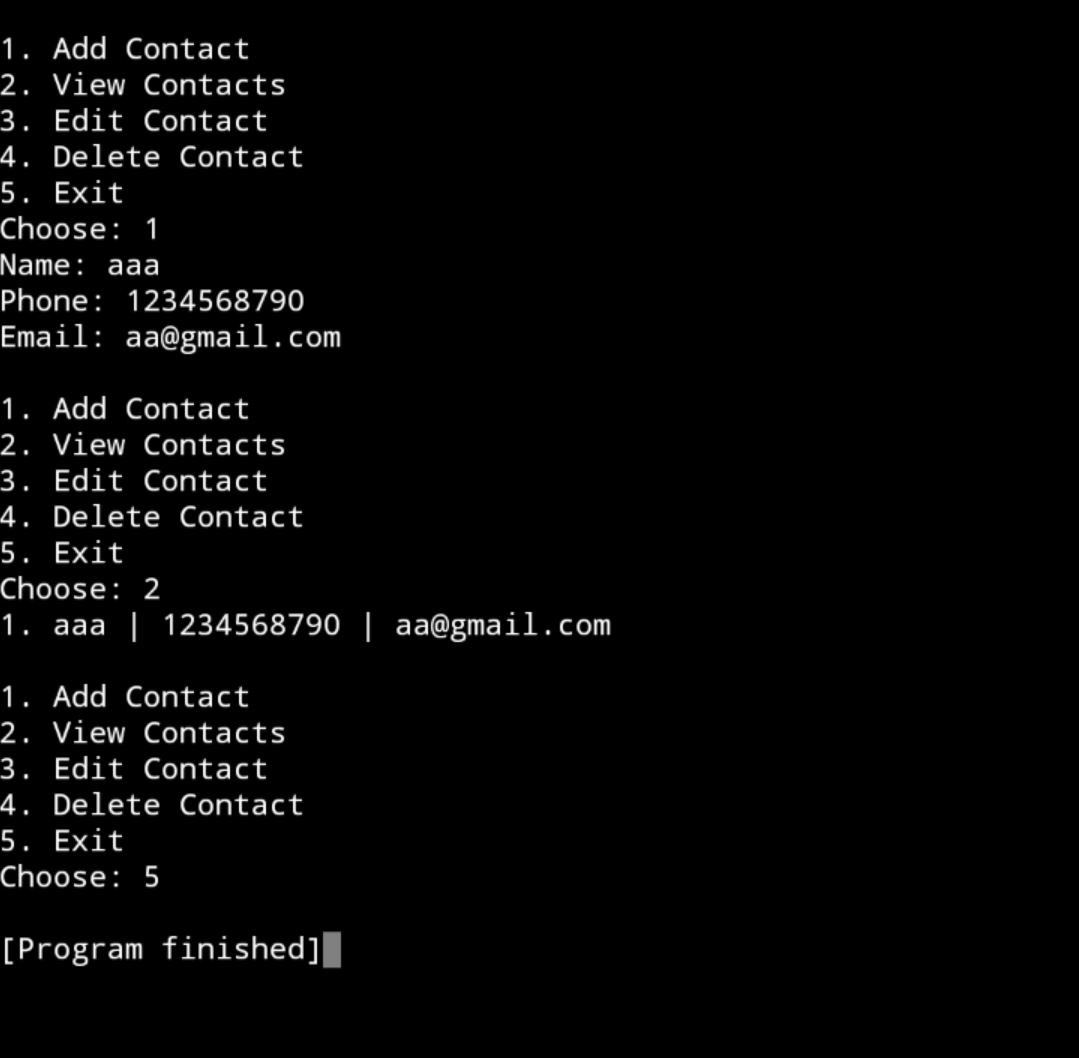 1. Add Contact
2. View Contacts
3. Edit Contact
4. Delete Contact
5. Exit
Choose: 1
Name: aaa
Phone: 1234568790
Email: aa@gmail.com

1. Add Contact
2. View Contacts
3. Edit Contact
4. Delete Contact
5. Exit
Choose: 2
1. aaa | 1234568790 | aa@gmail.com

1. Add Contact
2. View Contacts
3. Edit Contact
4. Delete Contact
5. Exit
Choose: 5

[Program finished]